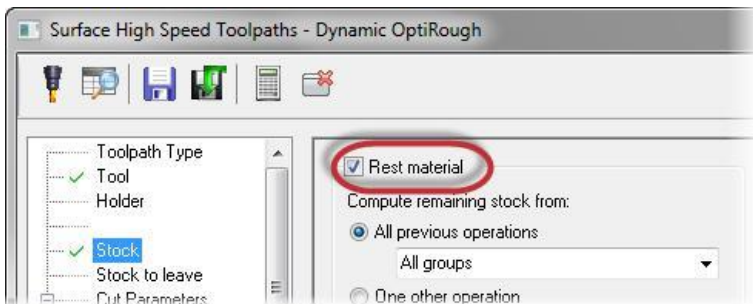 Surface High Speed Toolpaths - Dynamic OptiRough
Toolpath Type
Tool
Holder
Stock
Stock to leave
Cut Parameters
Rest material
Compute remaining stock from:
All previous operations
All groups
One other operation